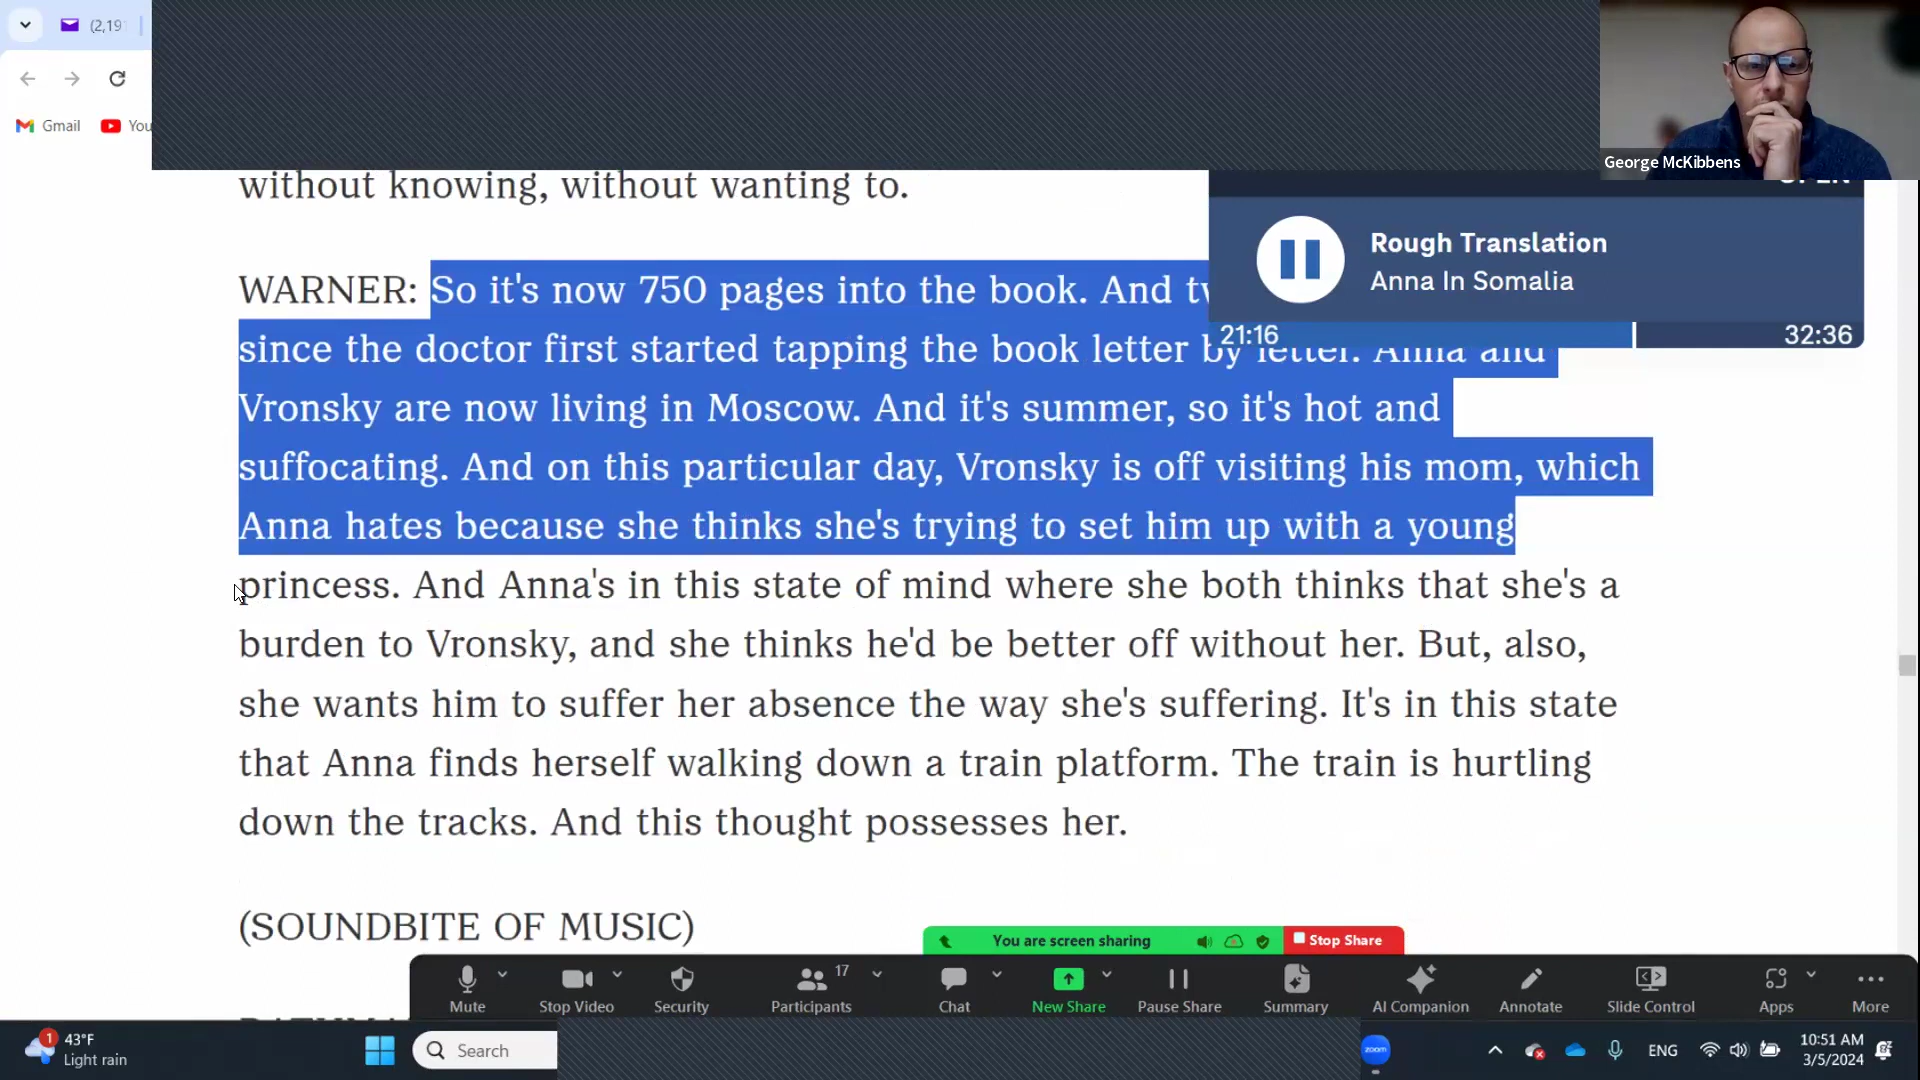 (2,19
Gmail
You
George McKibbens
without knowing, without wanting to.
Rough Translation
Anna In Somalia
21:16
32:36
WARNER: So it's now 750 pages into the book. And
since the doctor first started tapping the book letter by letter. Anna and
Vronsky are now living in Moscow. And it's summer, so it's hot and
suffocating. And on this particular day, Vronsky is off visiting his mom, which
Anna hates because she thinks she's trying to set him up with a young
princess. And Anna's in this state of mind where she both thinks that she's a
burden to Vronsky, and she thinks he'd be better off without her. But, also,
she wants him to suffer her absence the way she's suffering. It's in this state
that Anna finds herself walking down a train platform. The train is hurtling
down the tracks. And this thought possesses her.
(SOUNDBITE OF MUSIC)
You are screen sharing
Stop Share
17
Mute
Stop Video
Security
Participants
Chat
New Share
Pause Share
Summary
AI Companion
Annotate
Slide Control
Apps
More
1
43°F
Light rain
Search
zoom
ENG
10:51 AM
3/5/2024